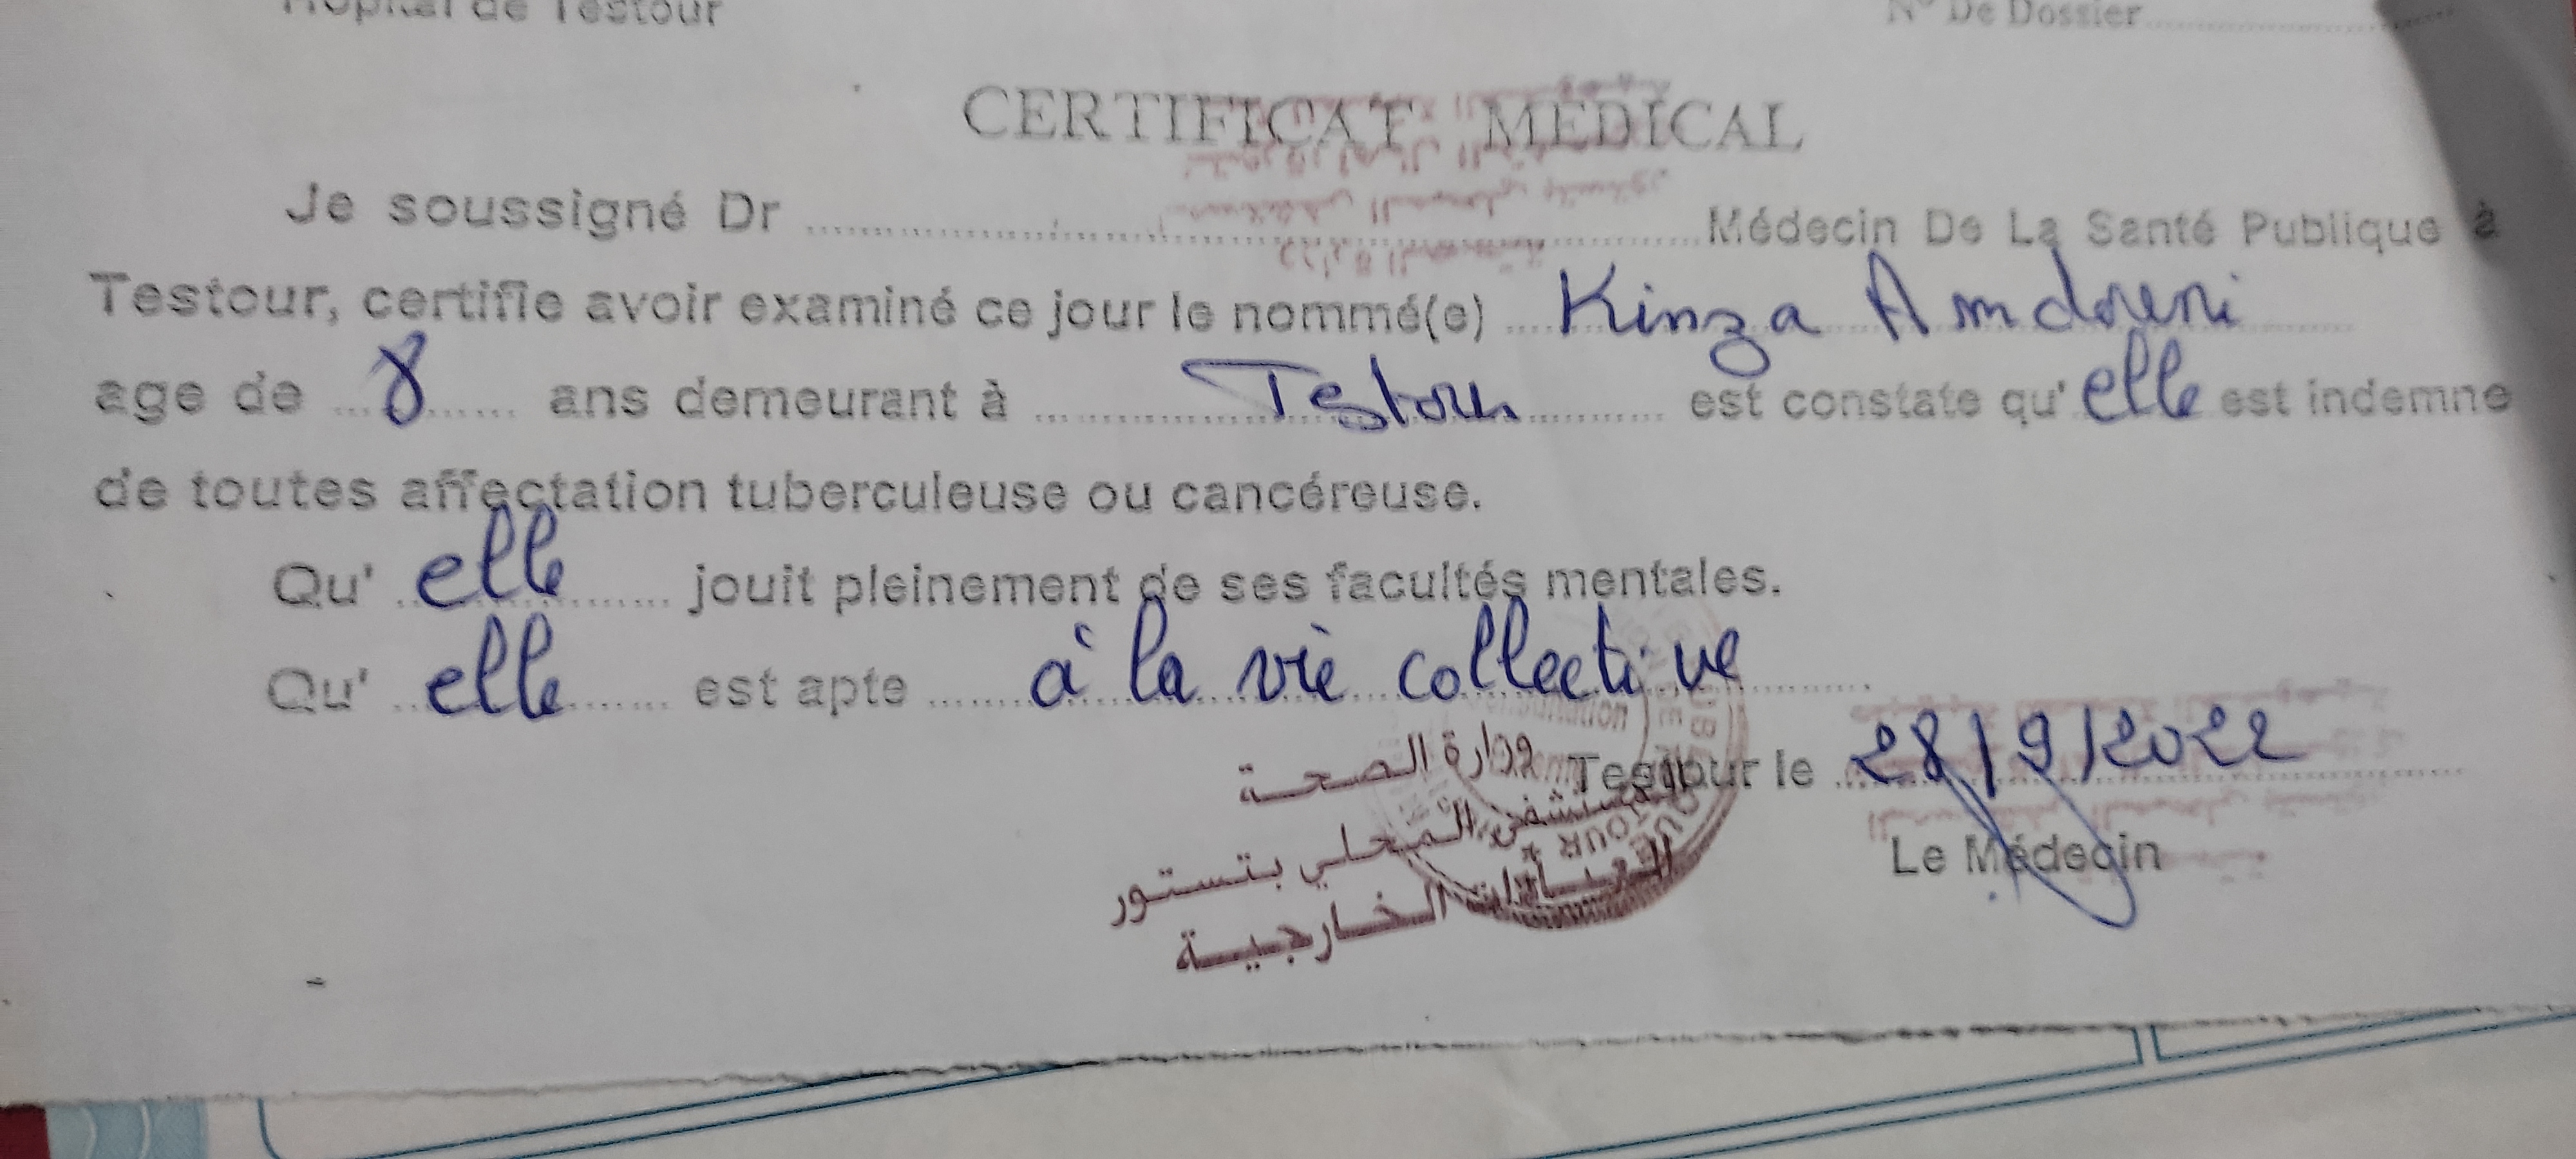 Hôpital de Testour
N° De Dossier
CERTIFICAT MEDICAL
Je soussigné Dr Médecin De La Santé Publique à
Testour, certifie avoir examiné ce jour le nommé(e) Kinza Amdouni
age de 8 ans demeurant à Testour est constate qu' elle est indemne
de toutes affectation tuberculeuse ou cancéreuse.
Qu' elle jouit pleinement de ses facultés mentales.
Qu' elle est apte à la vie collective
Testour le 28/9/2022
Le Médecin
وزارة الصحة
المستشفى المحلي بتستور
العيادات الخارجية